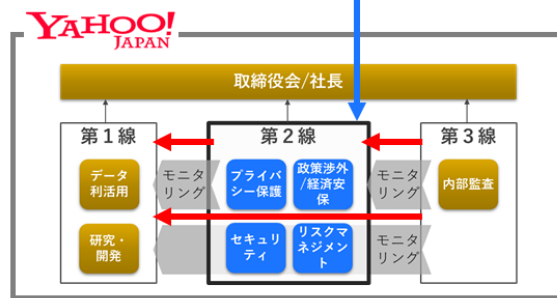 YAHOO!
JAPAN
取締役会/社長
第１線
第２線
第３線
データ
利活用
モニタ
リング
プライバ
シー保護
政策渉外
/経済安
保
モニタ
リング
内部監査
研究・
開発
セキュリ
ティ
リスクマ
ネジメン
ト
モニタ
リング